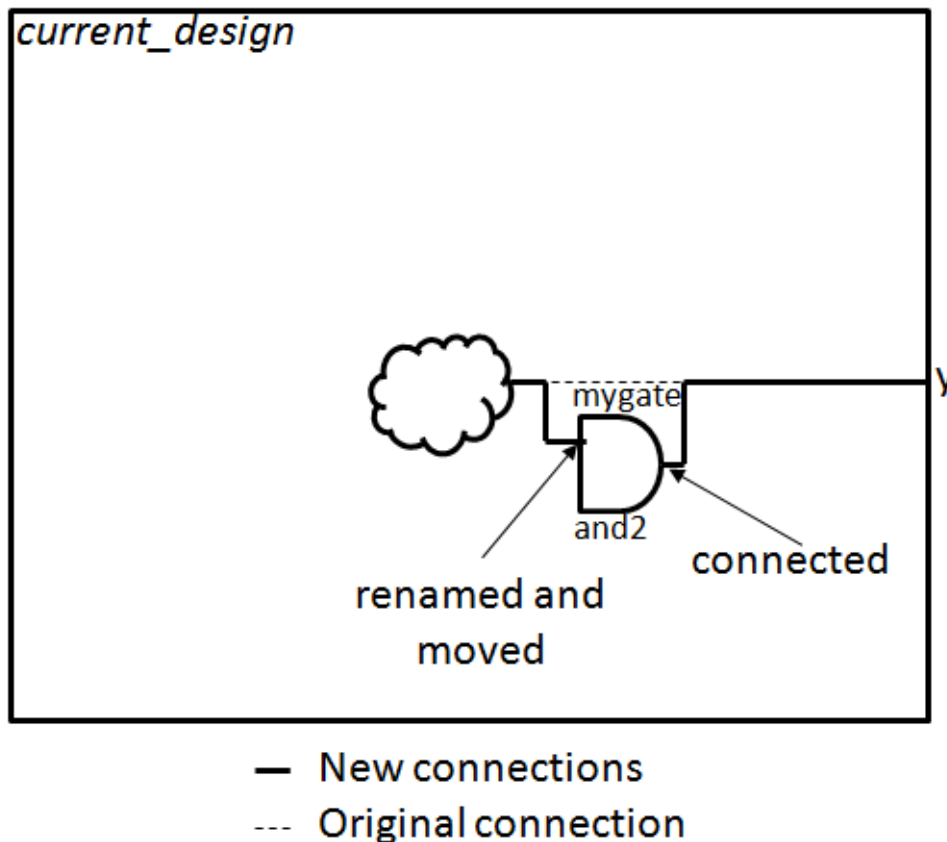 current_design
y
mygate
and2
connected
renamed and
moved
New connections
Original connection